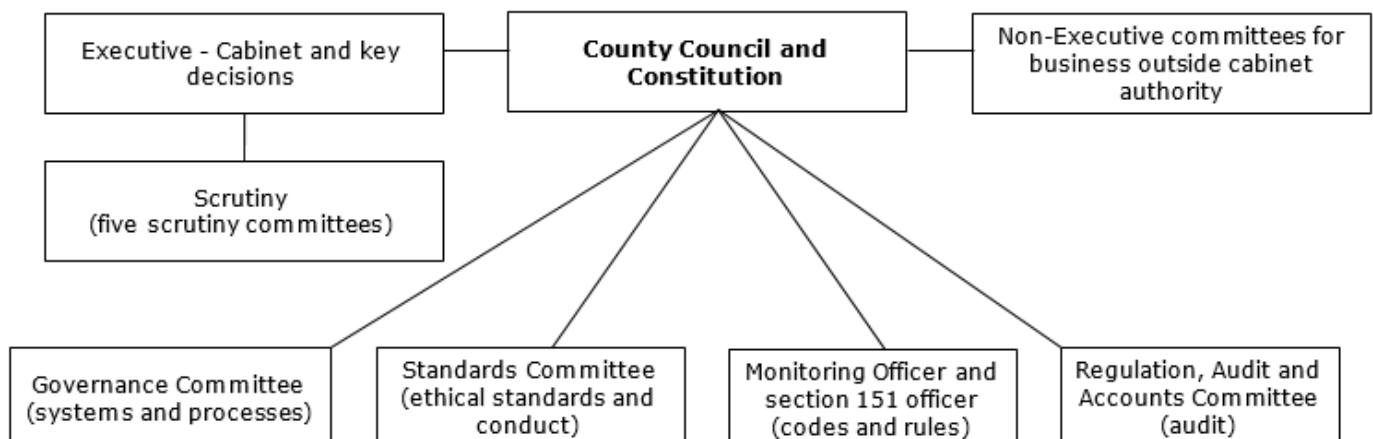 Executive - Cabinet and key
decisions
County Council and
Constitution
Non-Executive committees for
business outside cabinet
authority
Scrutiny
(five scrutiny committees)
Governance Committee
(systems and processes)
Standards Committee
(ethical standards and
conduct)
Monitoring Officer and
section 151 officer
(codes and rules)
Regulation, Audit and
Accounts Committee
(audit)